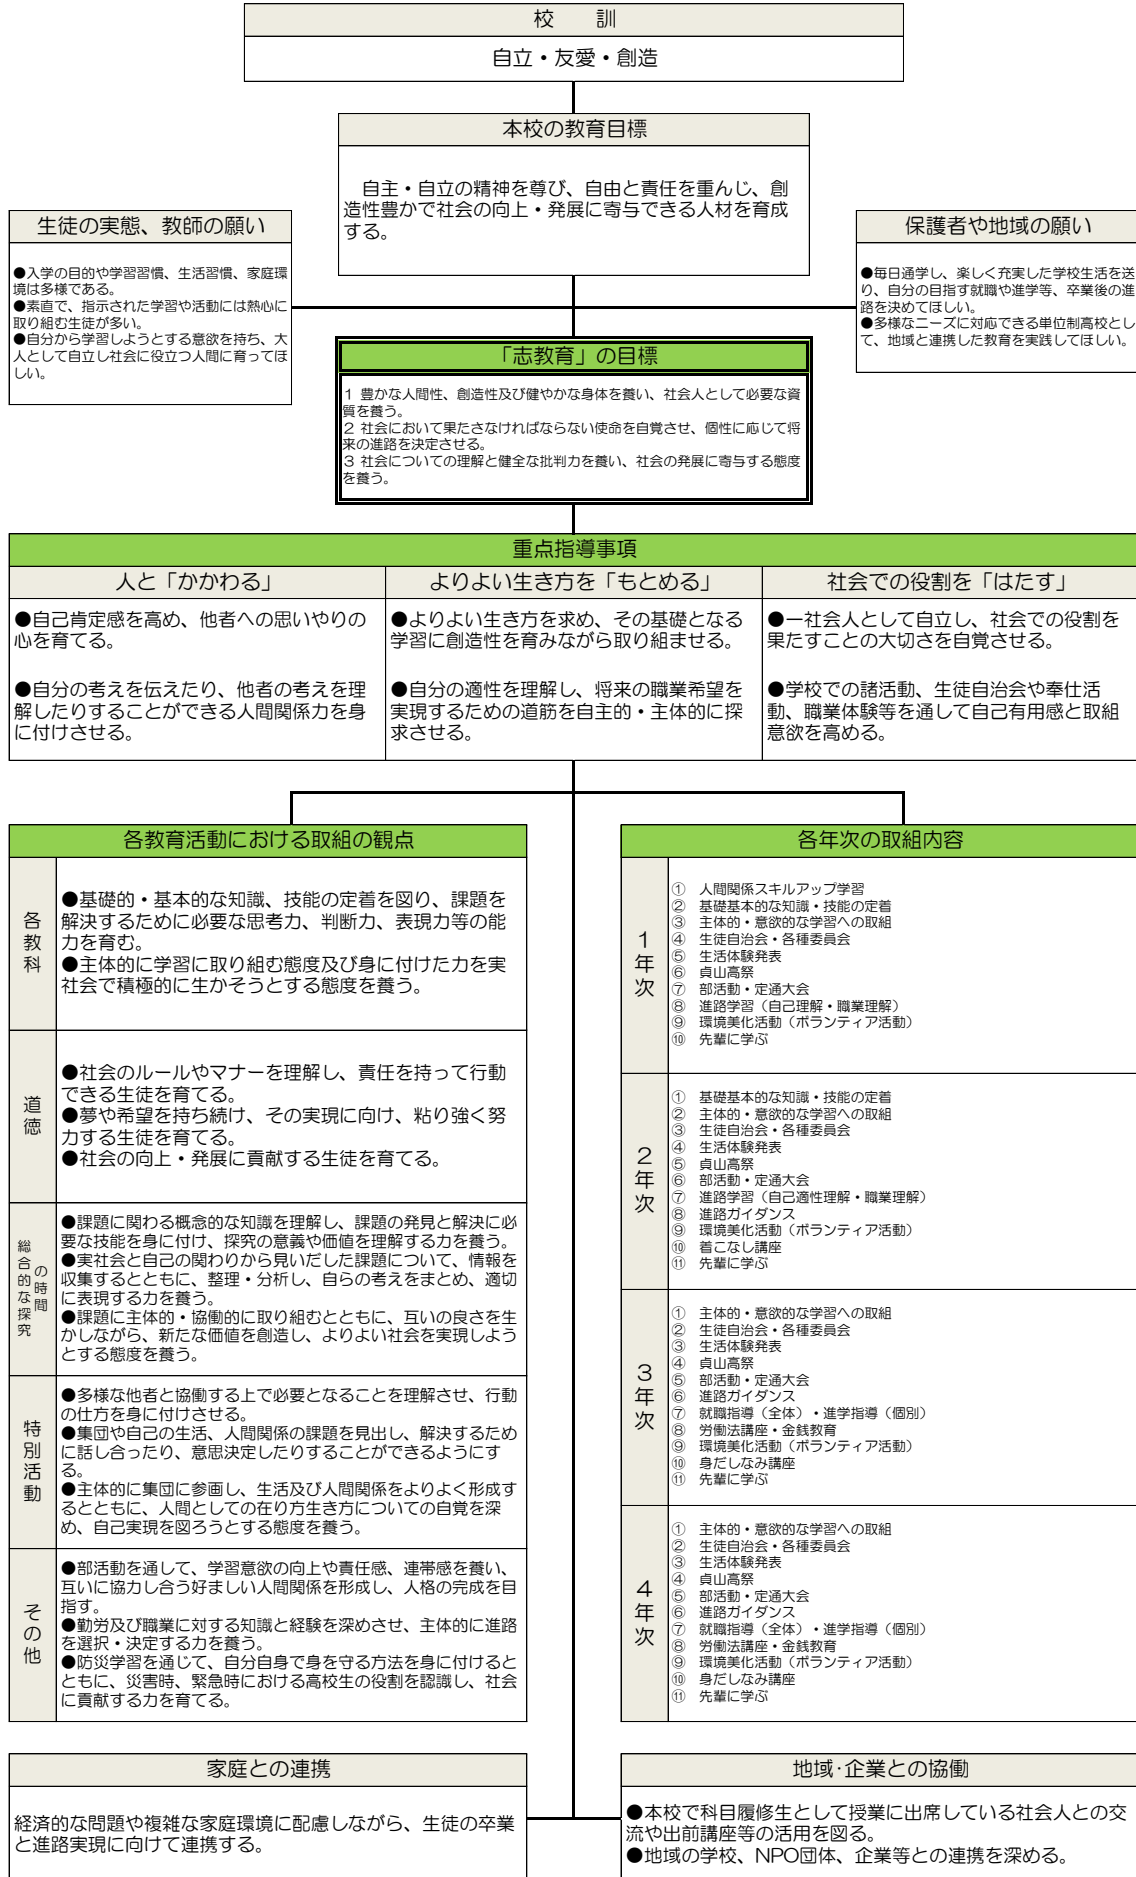 校　　訓
自立・友愛・創造
本校の教育目標
自主・自立の精神を尊び、自由と責任を重んじ、創
造性豊かで社会の向上・発展に寄与できる人材を育成
する。
生徒の実態、教師の願い
●入学の目的や学習習慣、生活習慣、家庭環
境は多様である。
●素直で、指示された学習や活動には熱心に
取り組む生徒が多い。
●自分から学習しようとする意欲を持ち、大
人として自立し社会に役立つ人間に育ってほ
しい。
保護者や地域の願い
●毎日通学し、楽しく充実した学校生活を送
り、自分の目指す就職や進学等、卒業後の進
路を決めてほしい。
●多様なニーズに対応できる単位制高校とし
て、地域と連携した教育を実践してほしい。
「志教育」の目標
1 豊かな人間性、創造性及び健やかな身体を養い、社会人として必要な資
質を養う。
2 社会において果たさなければならない使命を自覚させ、個性に応じて将
来の進路を決定させる。
3 社会についての理解と健全な批判力を養い、社会の発展に寄与する態度
を養う。
重点指導事項
人と「かかわる」
●自己肯定感を高め、他者への思いやりの
心を育てる。
●自分の考えを伝えたり、他者の考えを理
解したりすることができる人間関係力を身
に付けさせる。
よりよい生き方を「もとめる」
●よりよい生き方を求め、その基礎となる
学習に創造性を育みながら取り組ませる。
●自分の適性を理解し、将来の職業希望を
実現するための道筋を自主的・主体的に探
求させる。
社会での役割を「はたす」
●一社会人として自立し、社会での役割を
果たすことの大切さを自覚させる。
●学校での諸活動、生徒自治会や奉仕活
動、職業体験等を通して自己有用感と取組
意欲を高める。
各教育活動における取組の観点
各教科
●基礎的・基本的な知識、技能の定着を図り、課題を
解決するために必要な思考力、判断力、表現力等の能
力を育む。
●主体的に学習に取り組む態度及び身に付けた力を実
社会で積極的に生かそうとする態度を養う。
道徳
●社会のルールやマナーを理解し、責任を持って行動
できる生徒を育てる。
●夢や希望を持ち続け、その実現に向け、粘り強く努
力する生徒を育てる。
●社会の向上・発展に貢献する生徒を育てる。
総合的な探究
の時間
●課題に関わる概念的な知識を理解し、課題の発見と解決に必
要な技能を身に付け、探究の意義や価値を理解する力を養う。
●実社会と自己の関わりから見いだした課題について、情報を
収集するとともに、整理・分析し、自らの考えをまとめ、適切
に表現する力を養う。
●課題に主体的・協働的に取り組むとともに、互いの良さを生
かしながら、新たな価値を創造し、よりよい社会を実現しよう
とする態度を養う。
特別活動
●多様な他者と協働する上で必要となることを理解させ、行動
の仕方を身に付けさせる。
●集団や自己の生活、人間関係の課題を見出し、解決するため
に話し合ったり、意思決定したりすることができるようにす
る。
●主体的に集団に参画し、生活及び人間関係をよりよく形成す
るとともに、人間としての在り方生き方についての自覚を深
め、自己実現を図ろうとする態度を養う。
その他
●部活動を通して、学習意欲の向上や責任感、連帯感を養い、
互いに協力し合う好ましい人間関係を形成し、人格の完成を目
指す。
●勤労及び職業に対する知識と経験を深めさせ、主体的に進路
を選択・決定する力を養う。
●防災学習を通じて、自分自身で身を守る方法を身に付けると
ともに、災害時、緊急時における高校生の役割を認識し、社会
に貢献する力を育てる。
各年次の取組内容
1年次
①　人間関係スキルアップ学習
②　基礎基本的な知識・技能の定着
③　主体的・意欲的な学習への取組
④　生徒自治会・各種委員会
⑤　生活体験発表
⑥　貞山高祭
⑦　部活動・定通大会
⑧　進路学習（自己理解・職業理解）
⑨　環境美化活動（ボランティア活動）
⑩　先輩に学ぶ
2年次
①　基礎基本的な知識・技能の定着
②　主体的・意欲的な学習への取組
③　生徒自治会・各種委員会
④　生活体験発表
⑤　貞山高祭
⑥　部活動・定通大会
⑦　進路学習（自己適性理解・職業理解）
⑧　進路ガイダンス
⑨　環境美化活動（ボランティア活動）
⑩　着こなし講座
⑪　先輩に学ぶ
3年次
①　主体的・意欲的な学習への取組
②　生徒自治会・各種委員会
③　生活体験発表
④　貞山高祭
⑤　部活動・定通大会
⑥　進路ガイダンス
⑦　就職指導（全体）・進学指導（個別）
⑧　労働法講座・金銭教育
⑨　環境美化活動（ボランティア活動）
⑩　身だしなみ講座
⑪　先輩に学ぶ
4年次
①　主体的・意欲的な学習への取組
②　生徒自治会・各種委員会
③　生活体験発表
④　貞山高祭
⑤　部活動・定通大会
⑥　進路ガイダンス
⑦　就職指導（全体）・進学指導（個別）
⑧　労働法講座・金銭教育
⑨　環境美化活動（ボランティア活動）
⑩　身だしなみ講座
⑪　先輩に学ぶ
家庭との連携
経済的な問題や複雑な家庭環境に配慮しながら、生徒の卒業
と進路実現に向けて連携する。
地域・企業との協働
●本校で科目履修生として授業に出席している社会人との交
流や出前講座等の活用を図る。
●地域の学校、NPO団体、企業等との連携を深める。